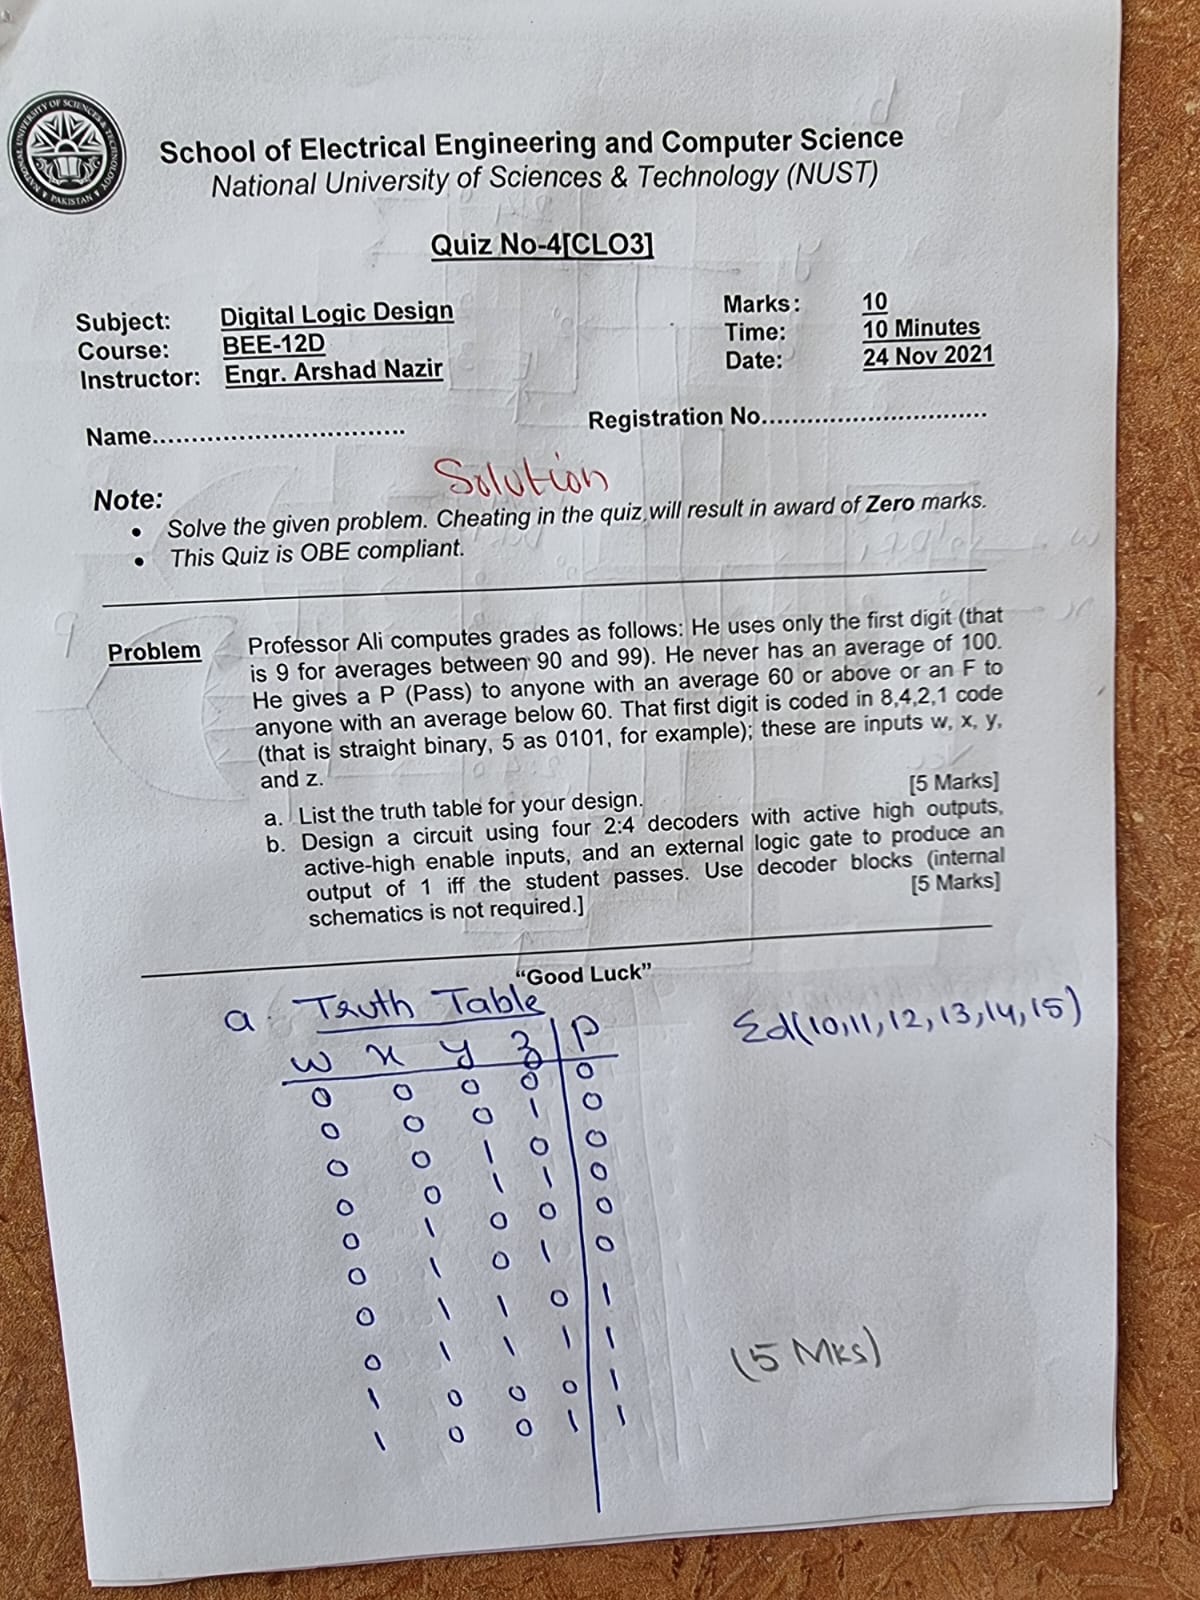 NATIONAL UNIVERSITY OF SCIENCES & TECHNOLOGY
PAKISTAN
School of Electrical Engineering and Computer Science
National University of Sciences & Technology (NUST)
Quiz No-4[CLO3]
Subject: Digital Logic Design Marks: 10
Course: BEE-12D Time: 10 Minutes
Instructor: Engr. Arshad Nazir Date: 24 Nov 2021
Name................................. Registration No..............................
Solution
Note:
• Solve the given problem. Cheating in the quiz will result in award of Zero marks.
• This Quiz is OBE compliant.
Problem Professor Ali computes grades as follows: He uses only the first digit (that
is 9 for averages between 90 and 99). He never has an average of 100.
He gives a P (Pass) to anyone with an average 60 or above or an F to
anyone with an average below 60. That first digit is coded in 8,4,2,1 code
(that is straight binary, 5 as 0101, for example); these are inputs w, x, y,
and z.
a. List the truth table for your design. [5 Marks]
b. Design a circuit using four 2:4 decoders with active high outputs,
active-high enable inputs, and an external logic gate to produce an
output of 1 iff the student passes. Use decoder blocks (internal
schematics is not required.] [5 Marks]
"Good Luck"
a. Truth Table Σd(10,11,12,13,14,15)
w x y z P
0 0 0 0 0
0 0 0 1 0
0 0 1 0 0
0 0 1 1 0
0 1 0 0 0
0 1 0 1 0
0 1 1 0 1
0 1 1 1 1
1 0 0 0 1
1 0 0 1 1
(5 Mks)